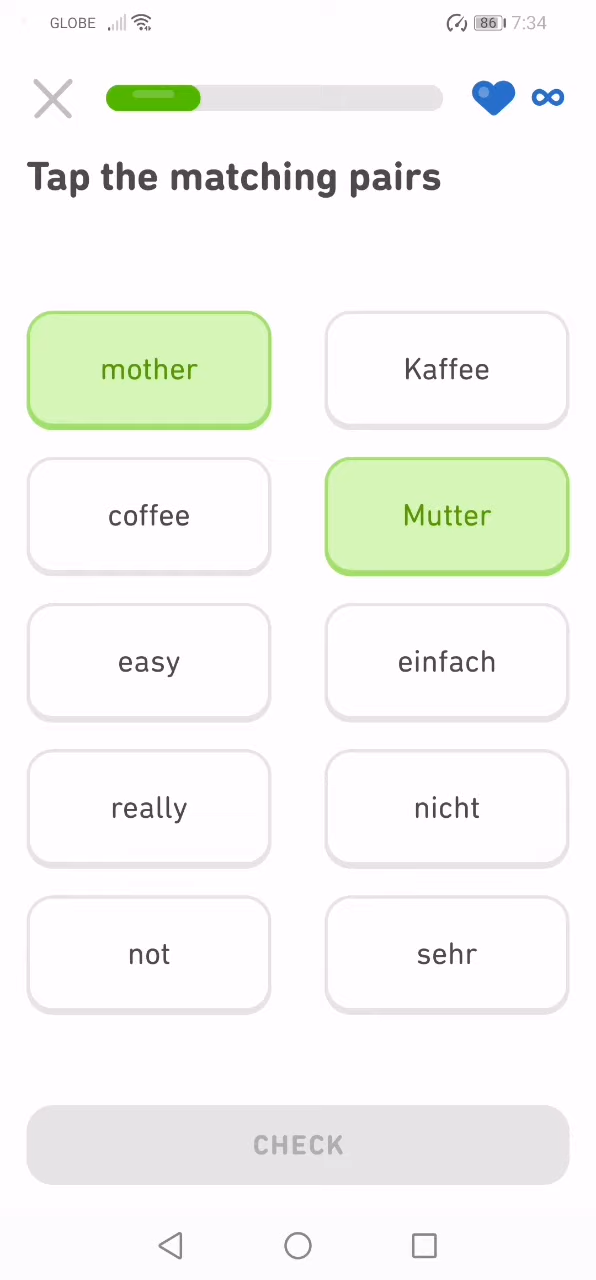 GLOBE 86 7:34
Tap the matching pairs
mother Kaffee
coffee Mutter
easy einfach
really nicht
not sehr
CHECK